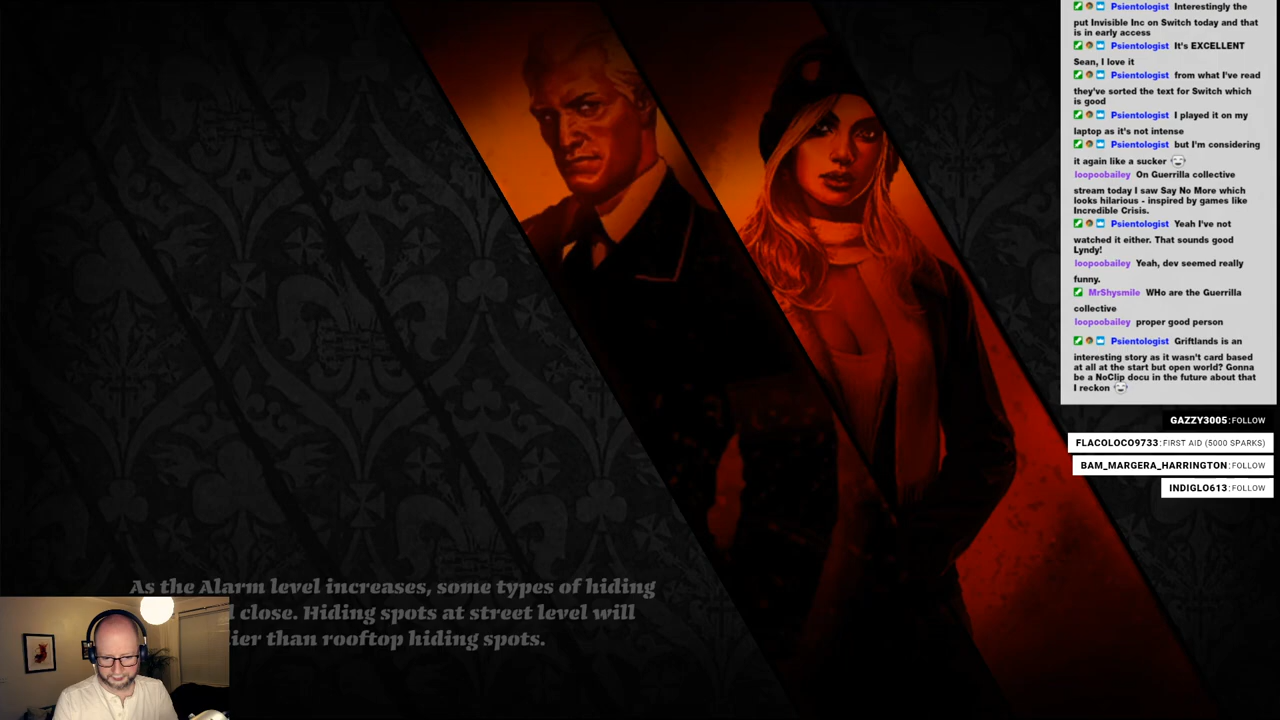 Psientologist Interestingly the
put Invisible Inc on Switch today and that
is in early access
Psientologist It's EXCELLENT
Sean, I love it
Psientologist from what I've read
they've sorted the text for Switch which
is good
Psientologist I played it on my
laptop as it's not intense
Psientologist but I'm considering
it again like a sucker
loopoobailey On Guerrilla collective
stream today I saw Say No More which
looks hilarious - inspired by games like
Incredible Crisis.
Psientologist Yeah I've not
watched it either. That sounds good
Lyndy!
loopoobailey Yeah, dev seemed really
funny.
MrShysmile WHo are the Guerrilla
collective
loopoobailey proper good person
Psientologist Griftlands is an
interesting story as it wasn't card based
at all at the start but open world? Gonna
be a NoClip docu in the future about that
I reckon
GAZZY3005:FOLLOW
FLACOLOCO9733:FIRST AID (5000 SPARKS)
BAM_MARGERA_HARRINGTON:FOLLOW
INDIGLO613:FOLLOW
As the Alarm level increases, some types of hiding
close. Hiding spots at street level will
than rooftop hiding spots.